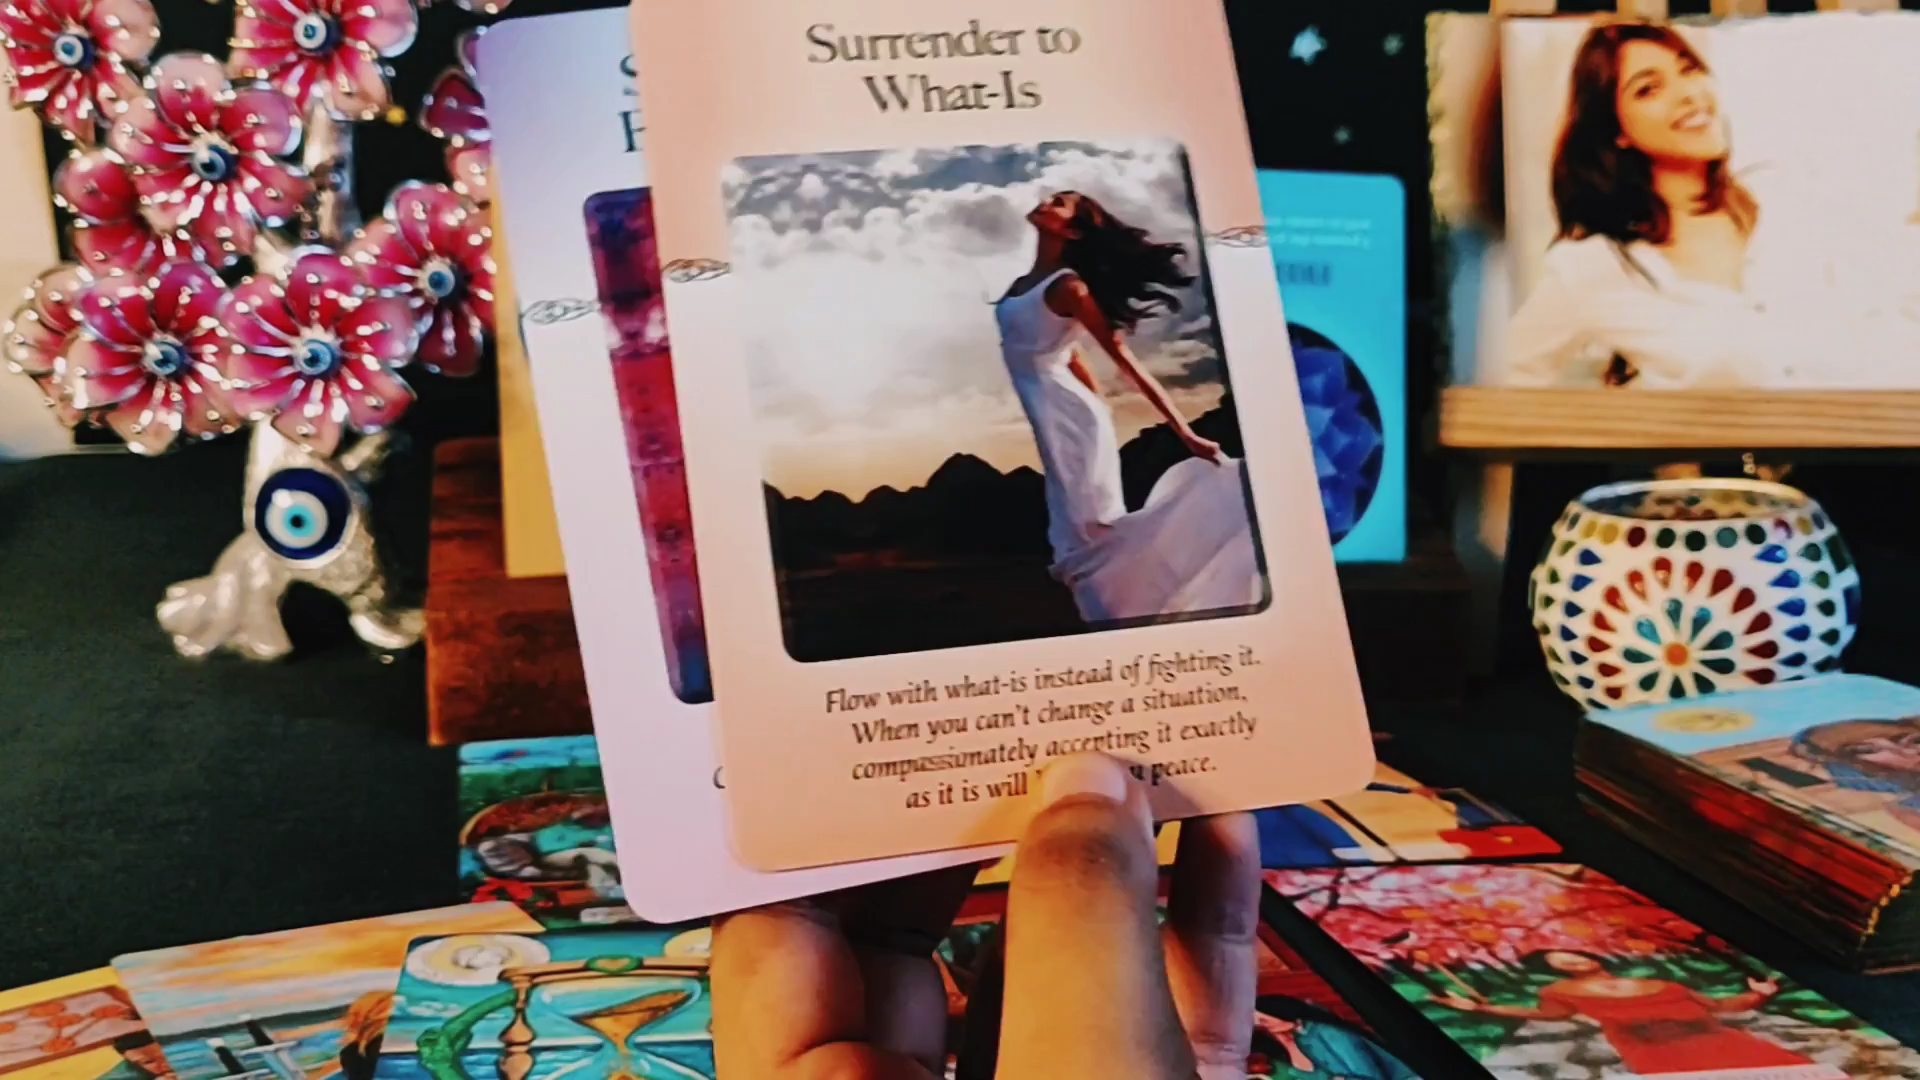 Surrender to
What-Is
Flow with what-is instead of fighting it.
When you can't change a situation,
compassionately accepting it exactly
as it is will
peace.